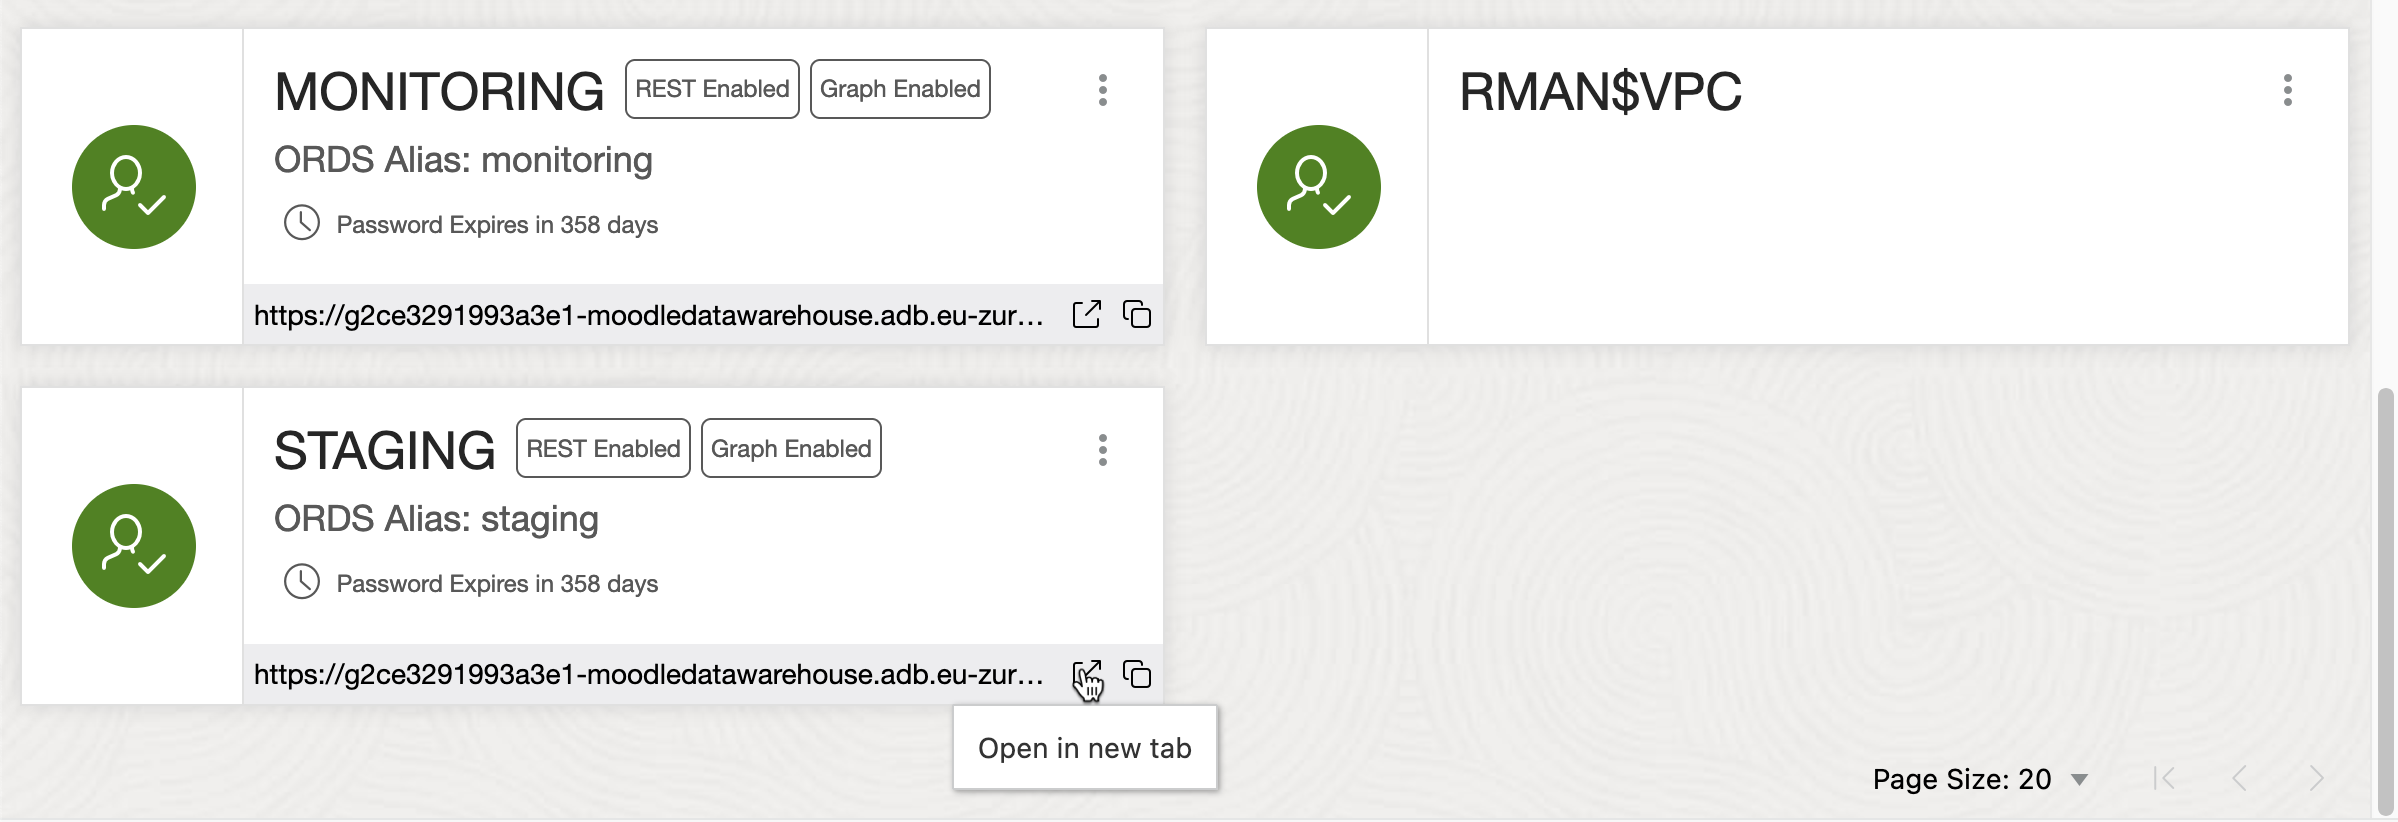 MONITORING REST Enabled Graph Enabled
ORDS Alias: monitoring
Password Expires in 358 days
https://g2ce3291993a3e1-moodledatawarehouse.adb.eu-zur...
RMAN$VPC
STAGING REST Enabled Graph Enabled
ORDS Alias: staging
Password Expires in 358 days
https://g2ce3291993a3e1-moodledatawarehouse.adb.eu-zur...
Open in new tab
Page Size: 20